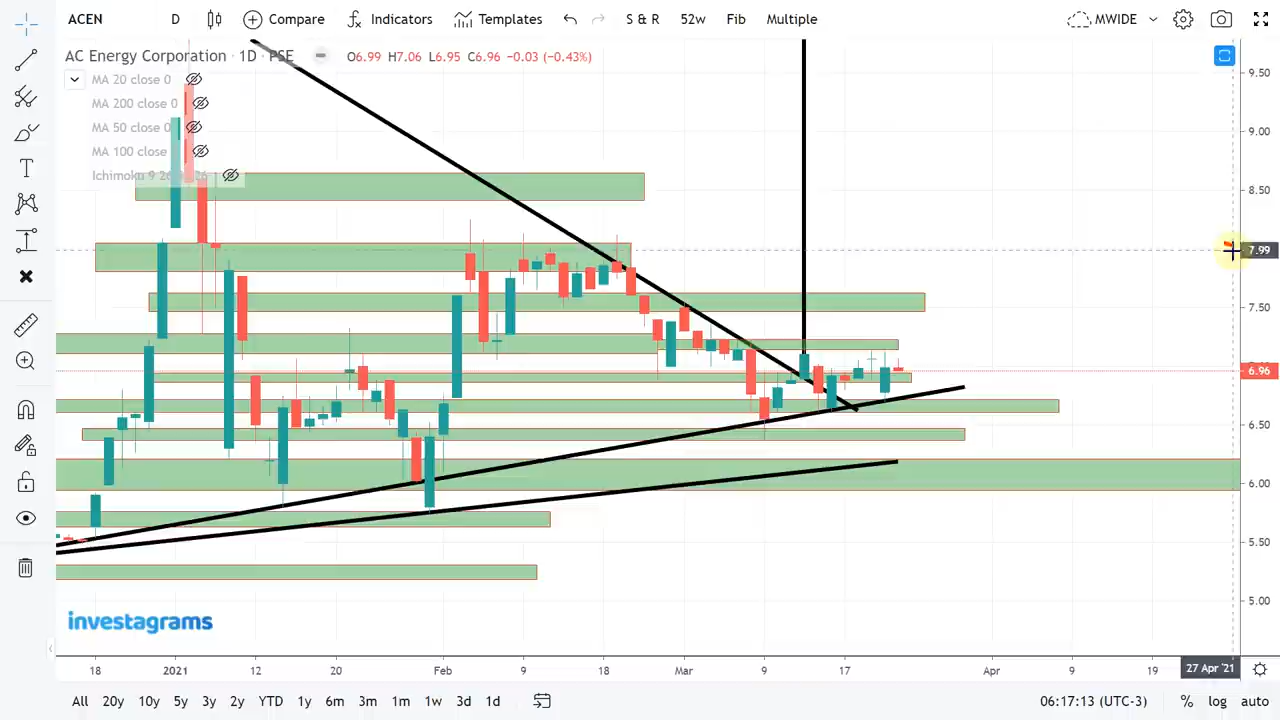 ACEN D Compare Indicators Templates S & R 52w Fib Multiple MWIDE
AC Energy Corporation · 1D · PSE O6.99 H7.06 L6.95 C6.96 -0.03 (-0.43%)
MA 20 close 0
MA 200 close 0
MA 50 close 0
MA 100 close
Ichimoku 9 26
9.50
9.00
8.50
7.99
7.50
6.96
6.50
6.00
5.50
5.00
investagrams
18 2021 12 20 Feb 9 18 Mar 9 17 Apr 9 19 27 Apr '21
All 20y 10y 5y 3y 2y YTD 1y 6m 3m 1m 1w 3d 1d 06:17:13 (UTC-3) % log auto